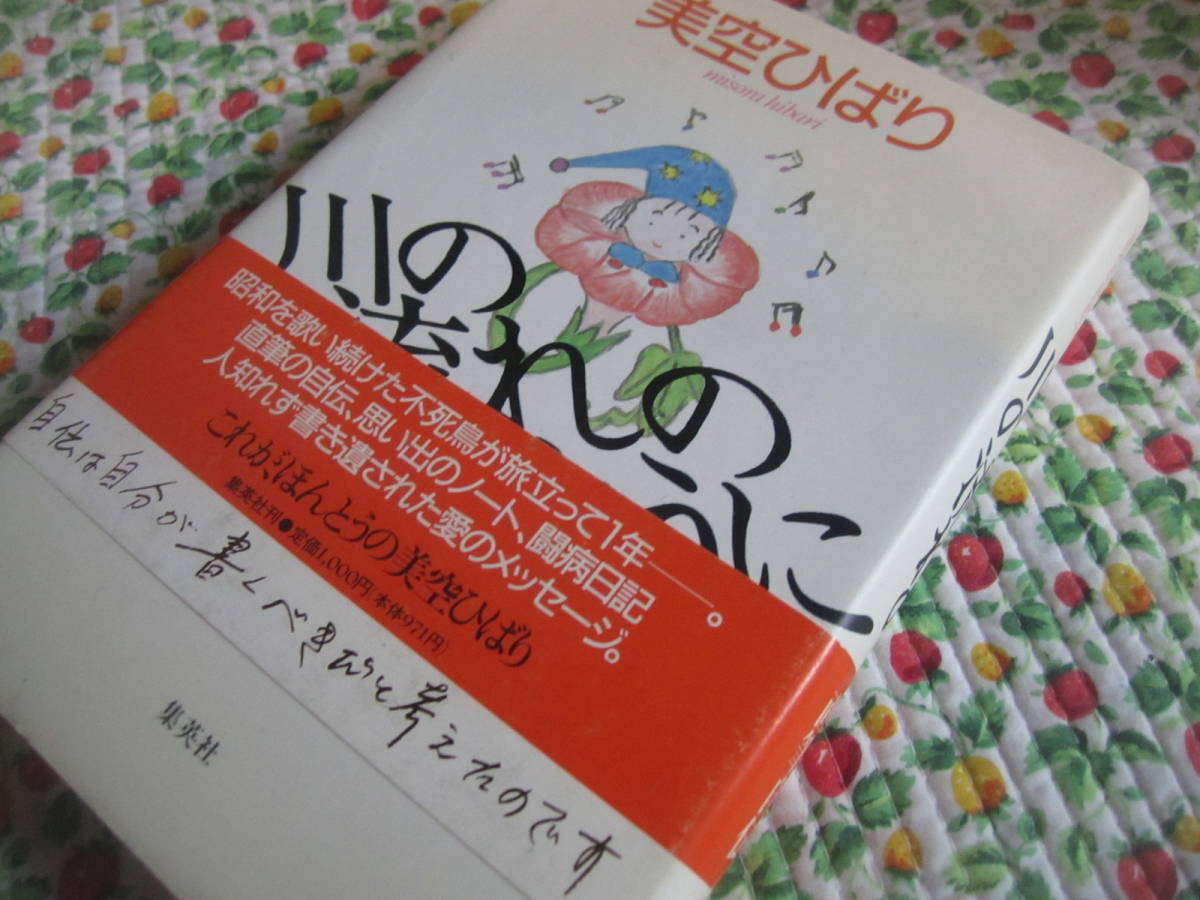 美空ひばり
misora hibari
川の
流れの
に
昭和を歌い続けた不死鳥が旅立って1年――。
直筆の自伝、思い出のノート、闘病日記
人知れず書き遺された愛のメッセージ。
これが、ほんとうの美空ひばり
集英社刊●定価1,000円(本体971円)
自伝は自分が書くべきだと考えたのです
集英社